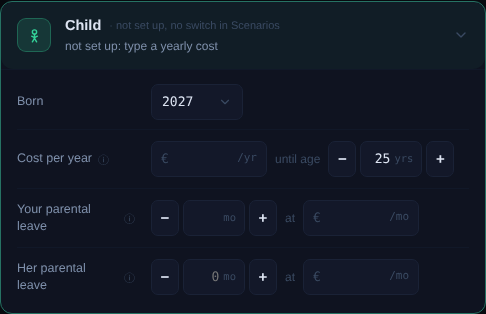 Child · not set up, no switch in Scenarios
not set up: type a yearly cost
Born 2027
Cost per year € /yr until age − 25 yrs +
Your parental leave − mo + at € /mo
Her parental leave − 0 mo + at € /mo